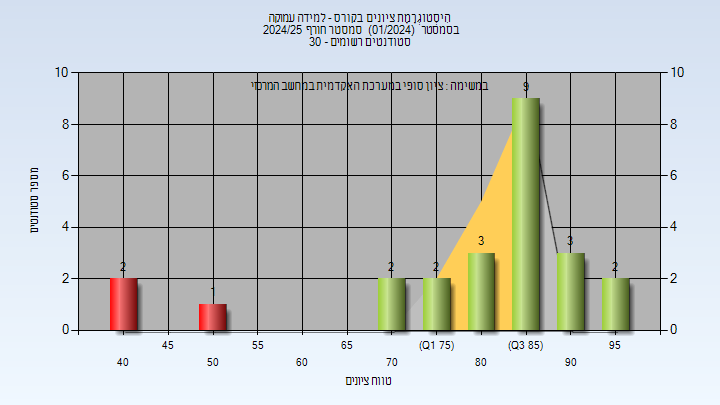 היסטוגרמת ציונים בקורס - למידה עמוקה
בסמסטר (01/2024) סמסטר חורף 2024/25
סטודנטים רשומים - 30
במשימה : ציון סופי במערכת האקדמית במחשב המרכזי
מספר סטודנטים
10 10
8 8
6 6
4 4
2 2
0 0
2 1 2 2 3 9 3 2
45 55 65 (Q1 75) (Q3 85) 95
40 50 60 70 80 90
טווח ציונים